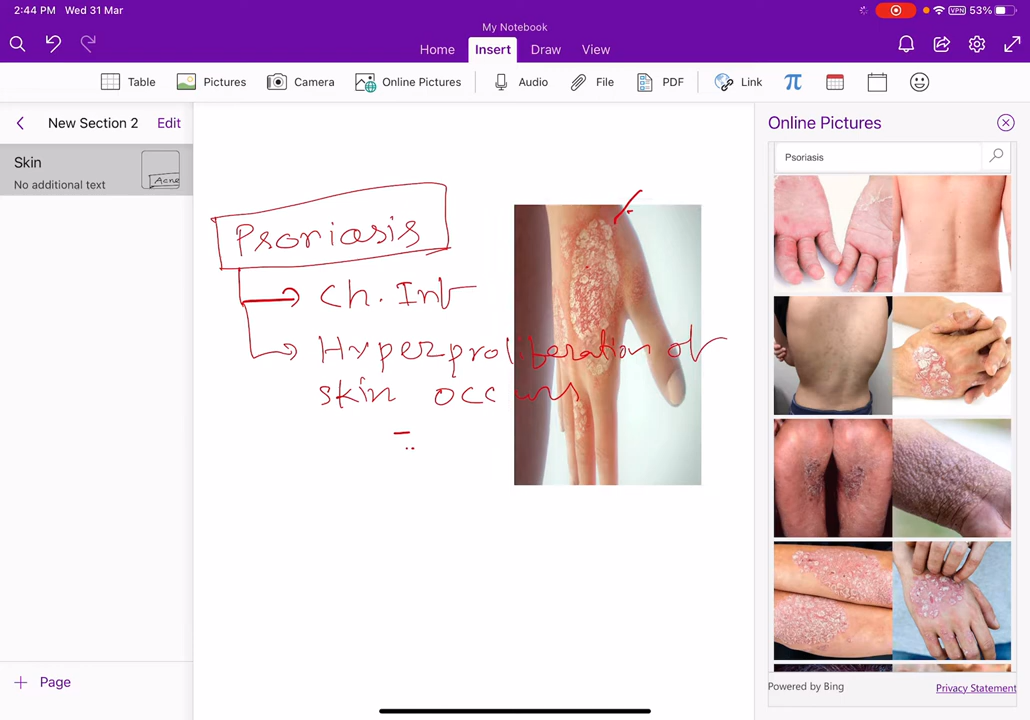 2:44 PM Wed 31 Mar
VPN 53%
My Notebook
Home Insert Draw View
Table Pictures Camera Online Pictures Audio File PDF Link
New Section 2 Edit
Online Pictures
Skin
No additional text
Acne
Psoriasis
Psoriasis
Ch. Inf
Hyperproliferation of
skin occurs
Page
Powered by Bing
Privacy Statement